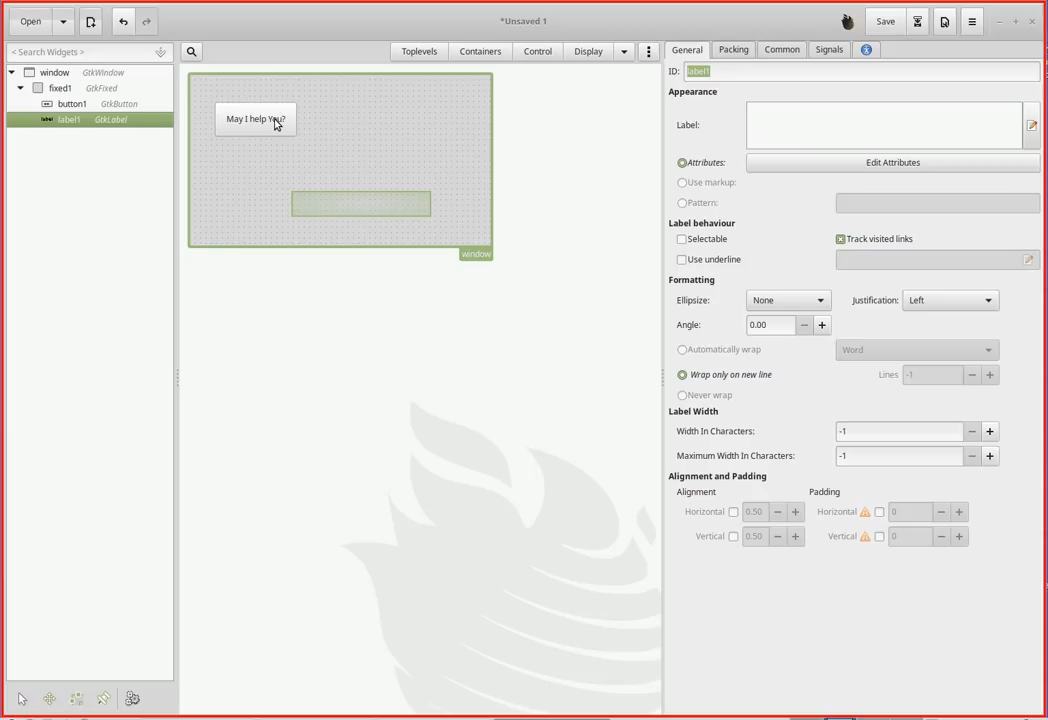 Open
*Unsaved 1
Save
< Search Widgets >
Toplevels
Containers
Control
Display
General
Packing
Common
Signals
window GtkWindow
fixed1 GtkFixed
button1 GtkButton
label label1 GtkLabel
May I help You?
window
ID: label1
Appearance
Label:
Attributes:
Edit Attributes
Use markup:
Pattern:
Label behaviour
Selectable
Track visited links
Use underline
Formatting
Ellipsize: None
Justification: Left
Angle: 0.00
Automatically wrap
Word
Wrap only on new line
Lines -1
Never wrap
Label Width
Width In Characters: -1
Maximum Width In Characters: -1
Alignment and Padding
Alignment
Padding
Horizontal 0.50
Horizontal 0
Vertical 0.50
Vertical 0